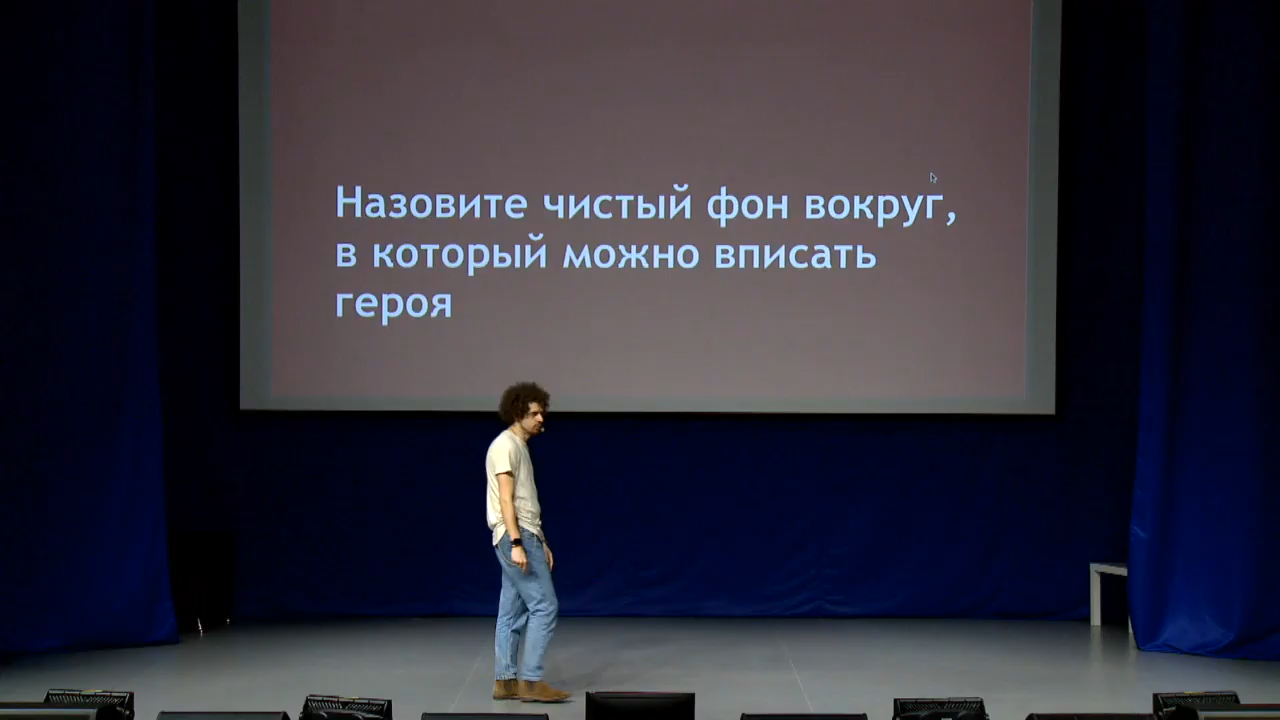 Назовите чистый фон вокруг,
в который можно вписать
героя